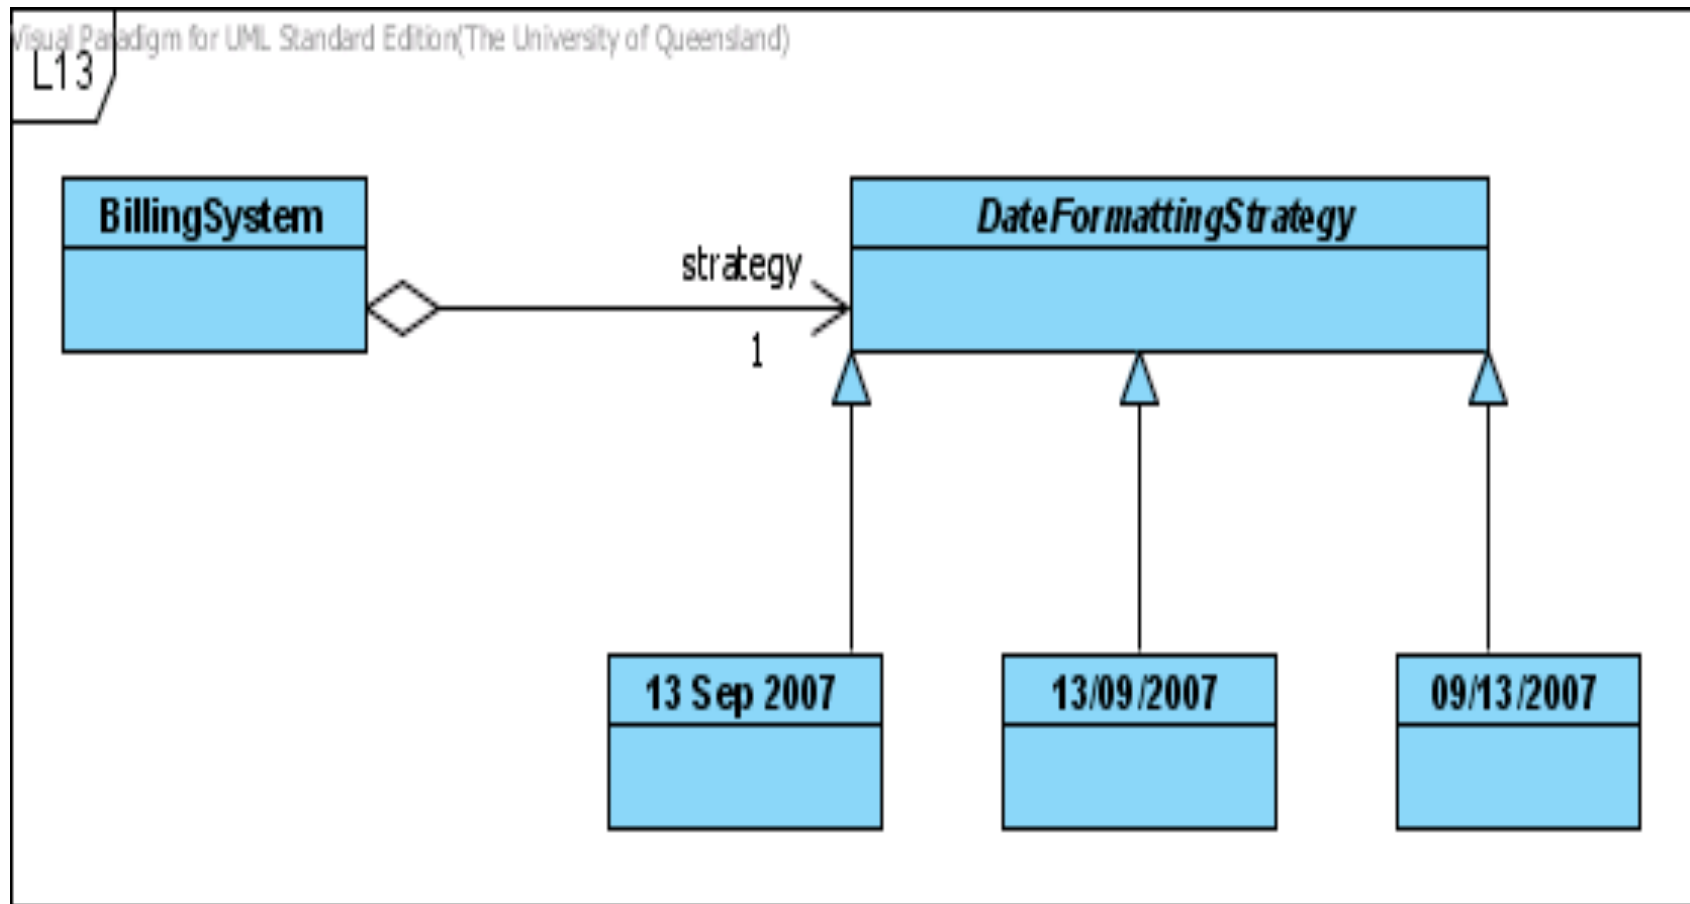 Visual Paradigm for UML Standard Edition(The University of Queensland)
L13
BillingSystem
DateFormattingStrategy
strategy
1
13 Sep 2007
13/09/2007
09/13/2007